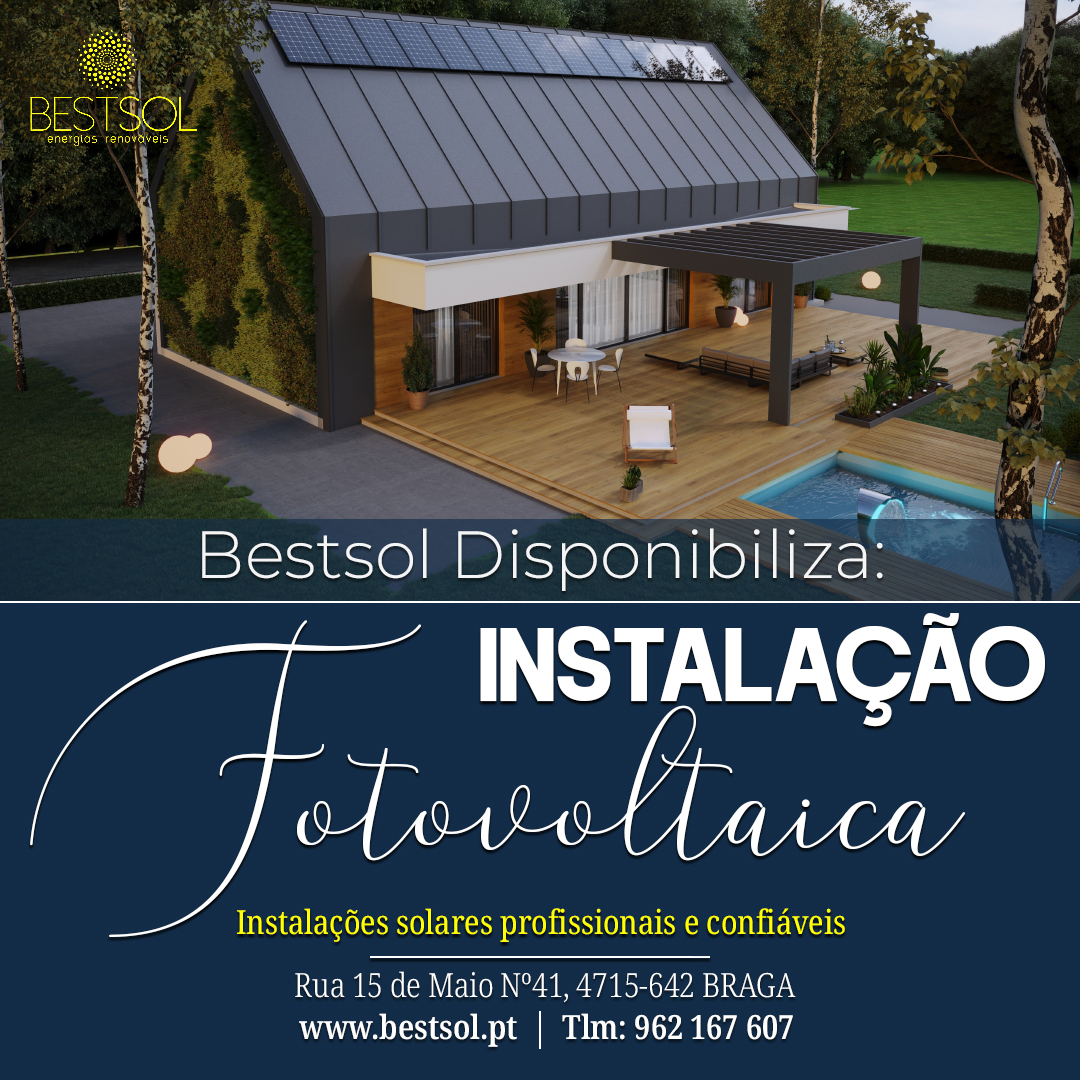 BESTSOL
energias renováveis
Bestsol Disponibiliza:
INSTALAÇÃO
Fotovoltaica
Instalações solares profissionais e confiáveis
Rua 15 de Maio Nº41, 4715-642 BRAGA
www.bestsol.pt | Tlm: 962 167 607